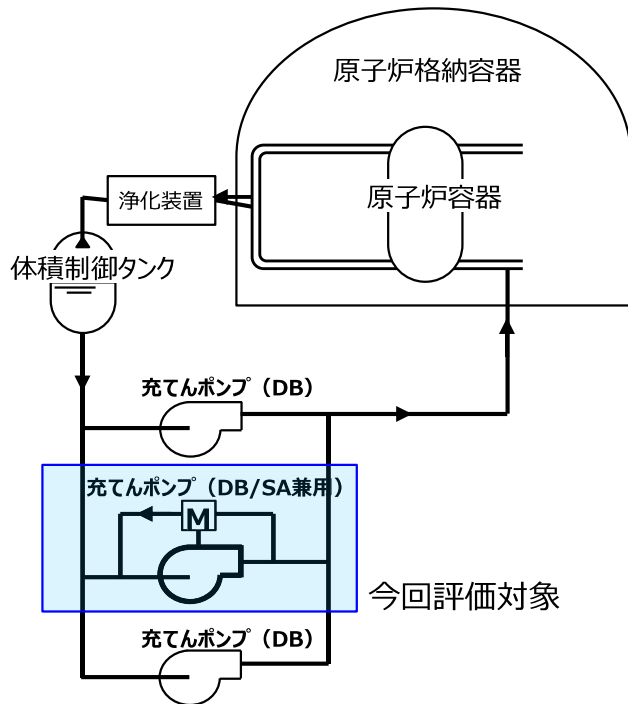 原子炉格納容器
原子炉容器
浄化装置
体積制御タンク
充てんポンプ（DB）
充てんポンプ（DB/SA兼用）
M
今回評価対象
充てんポンプ（DB）